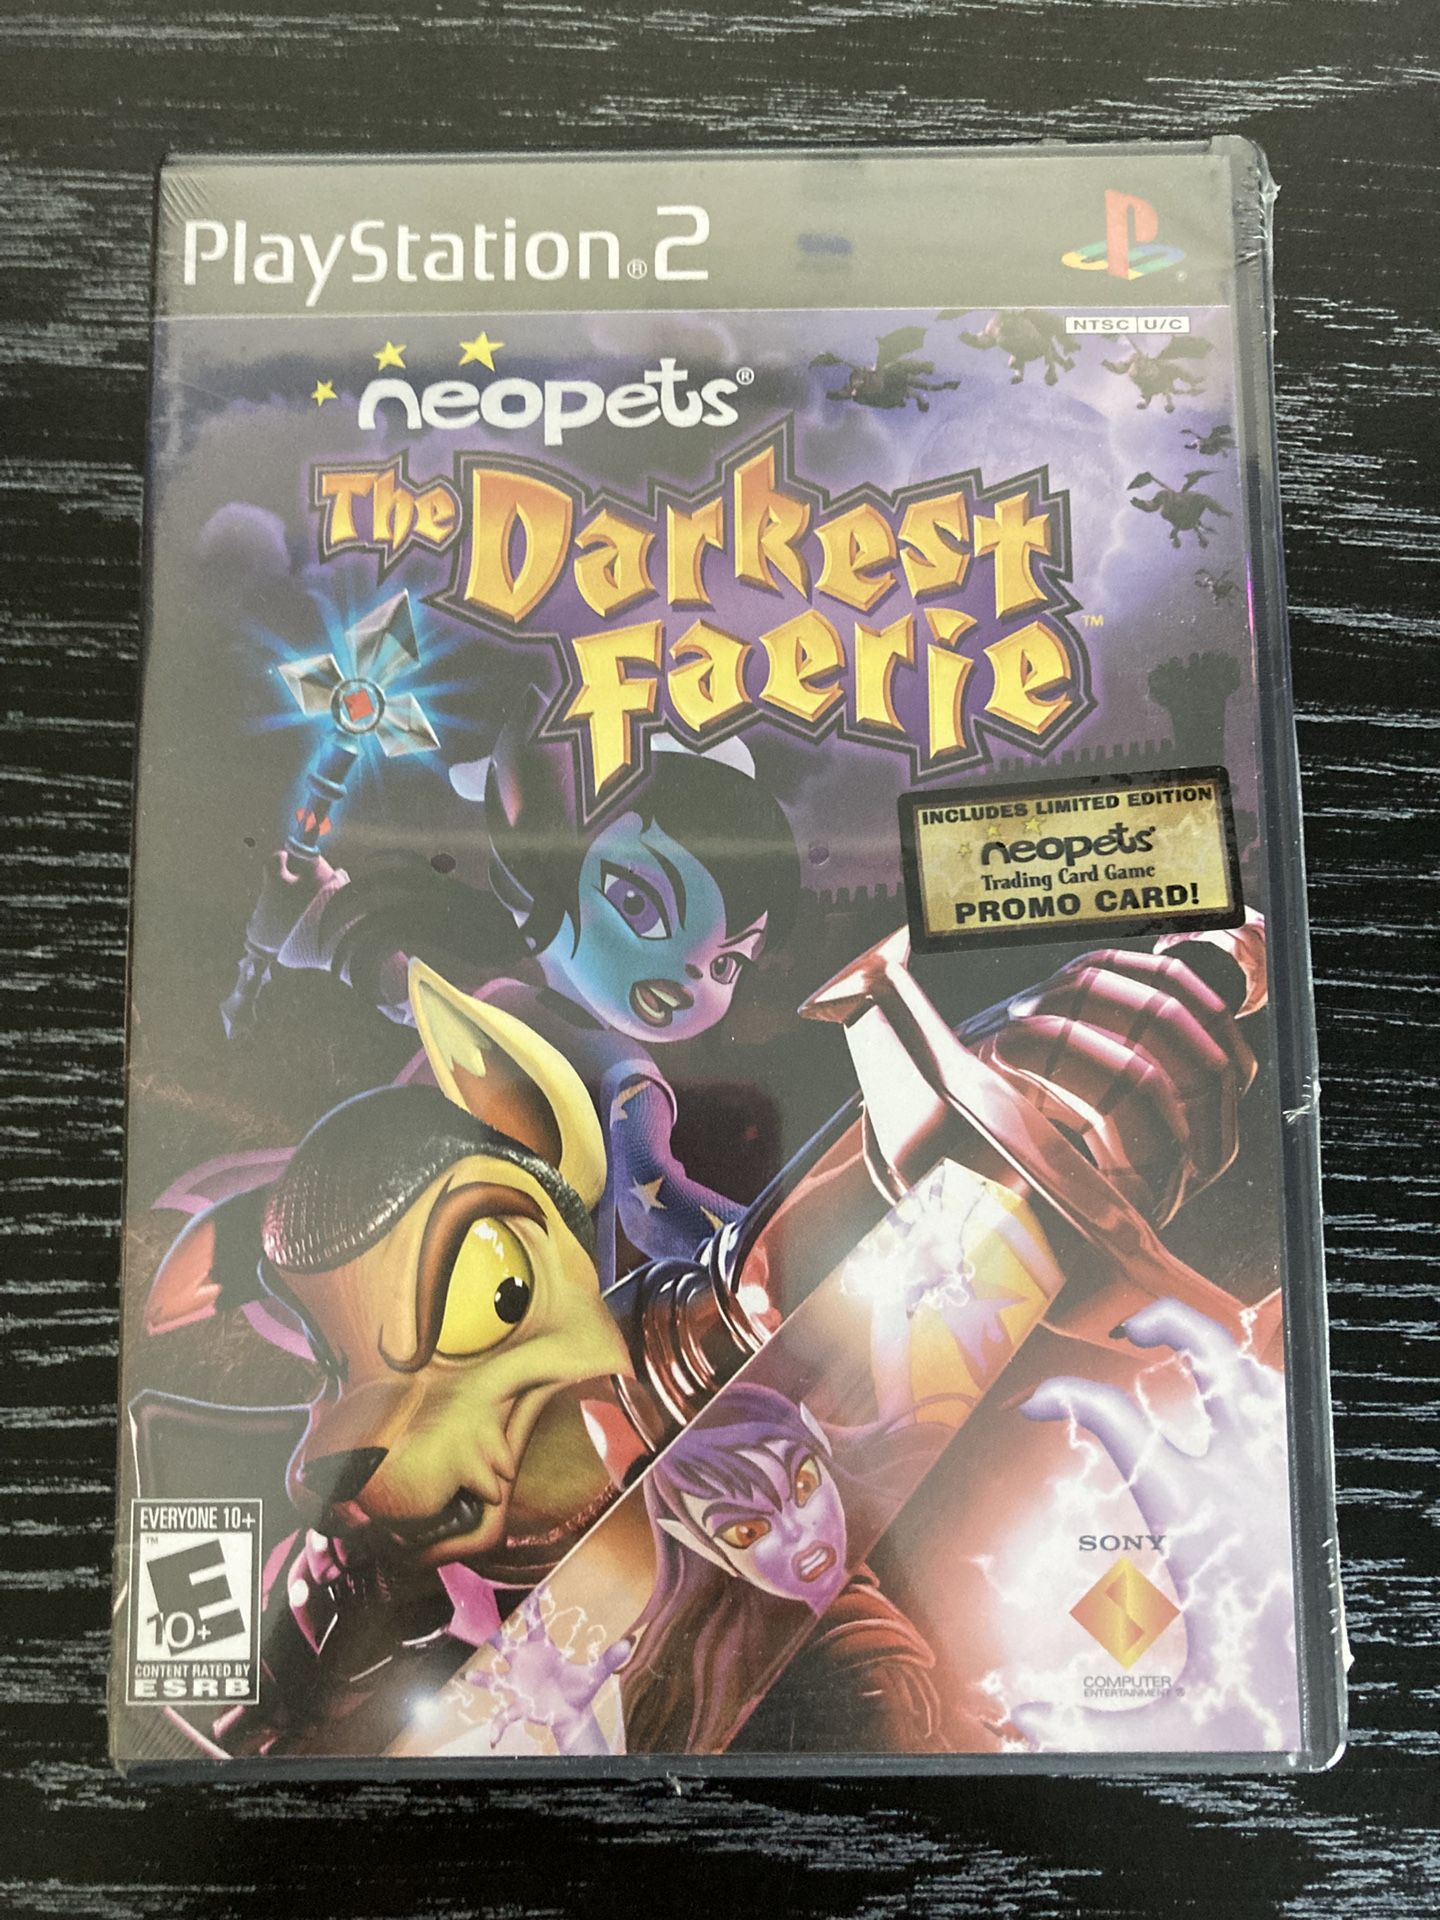 PlayStation®2
NTSC U/C
neopets®
The Darkest
Faerie™
INCLUDES LIMITED EDITION
neopets®
Trading Card Game
PROMO CARD!
EVERYONE 10+
™
E
10+
CONTENT RATED BY
ESRB
SONY
COMPUTER
ENTERTAINMENT®